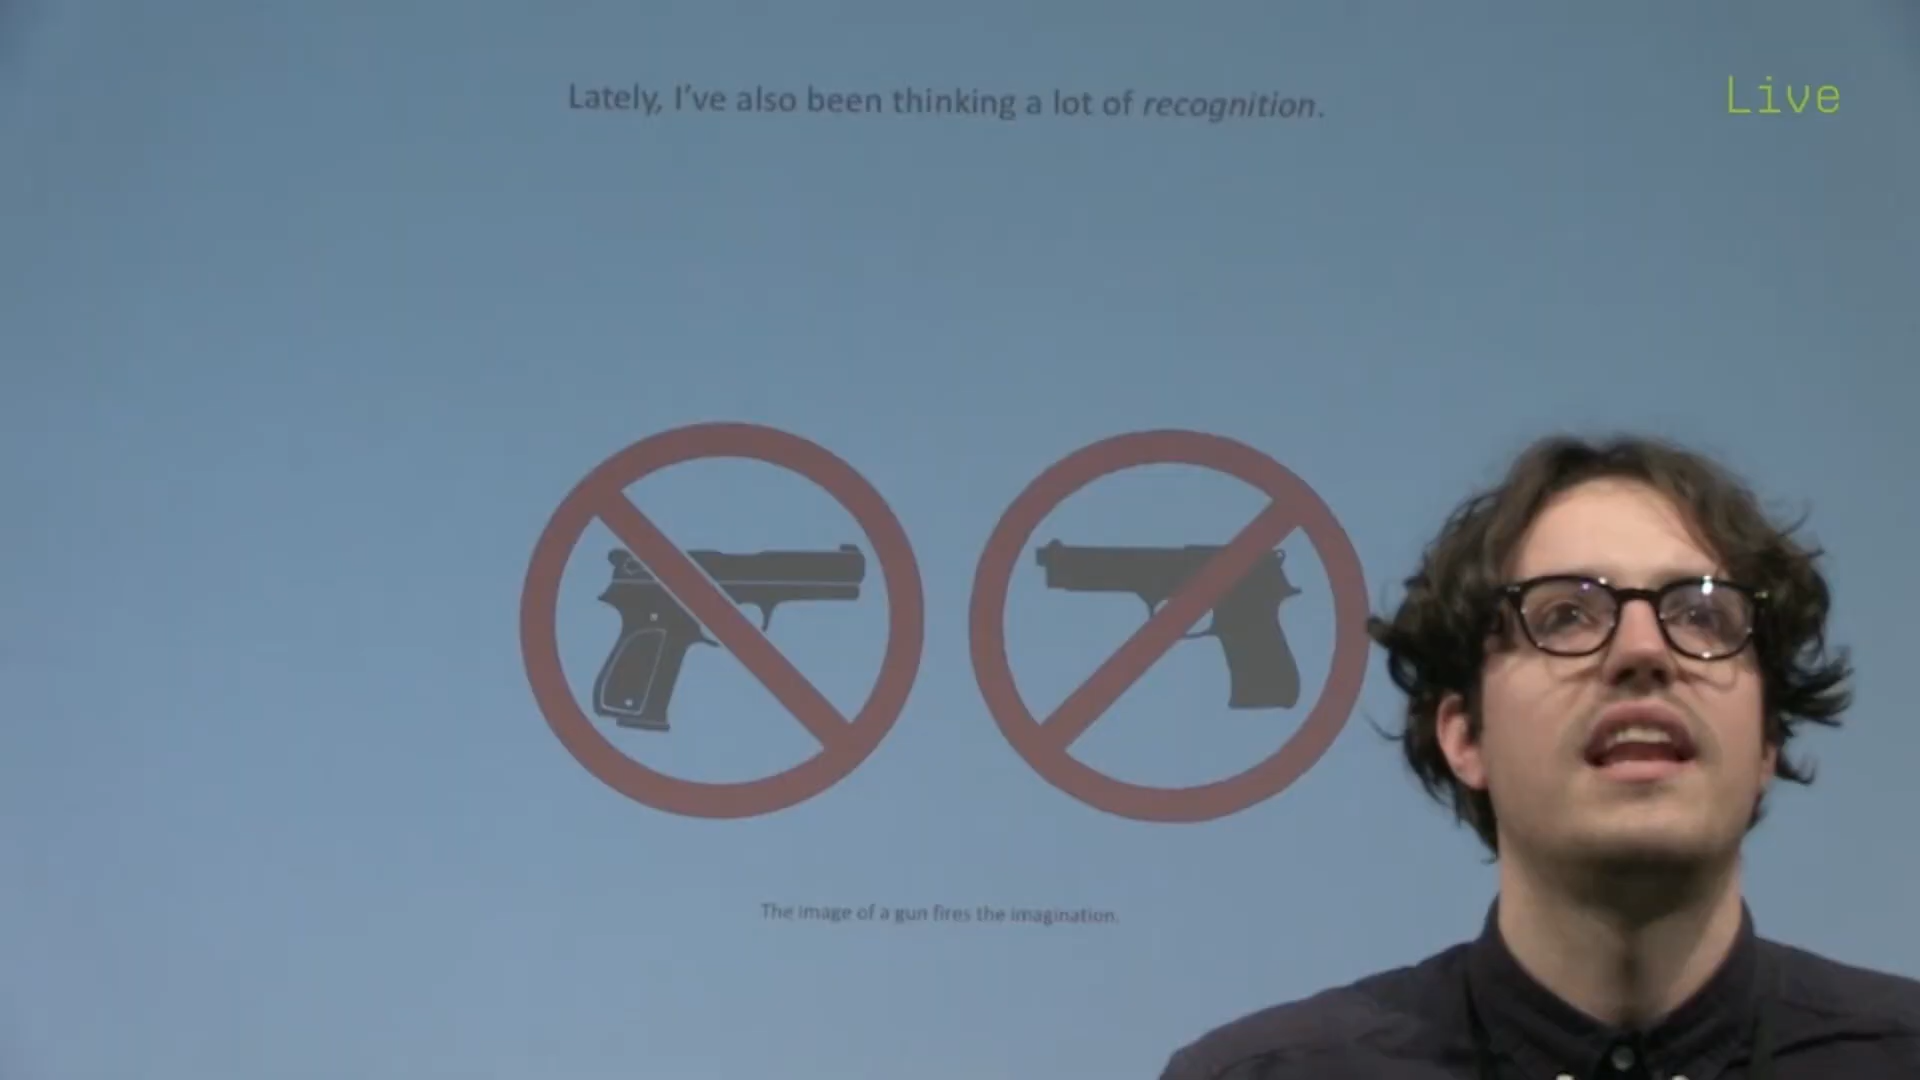 Lately, I've also been thinking a lot of recognition.
Live
The image of a gun fires the imagination.